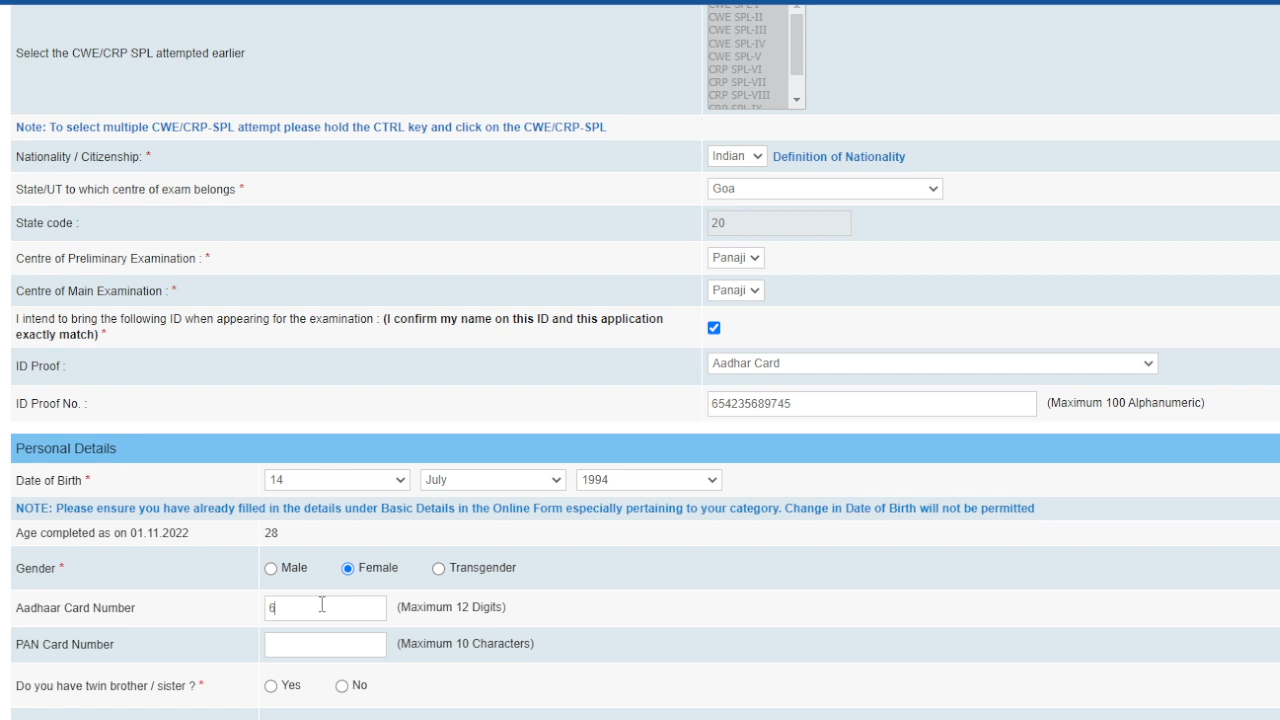 CWE SPL-II
CWE SPL-III
CWE SPL-IV
CWE SPL-V
CRP SPL-VI
CRP SPL-VII
CRP SPL-VIII
CRP SPL-IX
Select the CWE/CRP SPL attempted earlier
Note: To select multiple CWE/CRP-SPL attempt please hold the CTRL key and click on the CWE/CRP-SPL
Nationality / Citizenship: * Indian Definition of Nationality
State/UT to which centre of exam belongs * Goa
State code : 20
Centre of Preliminary Examination : * Panaji
Centre of Main Examination : * Panaji
I intend to bring the following ID when appearing for the examination : (I confirm my name on this ID and this application
exactly match) *
ID Proof : Aadhar Card
ID Proof No. : 654235689745 (Maximum 100 Alphanumeric)
Personal Details
Date of Birth * 14 July 1994
NOTE: Please ensure you have already filled in the details under Basic Details in the Online Form especially pertaining to your category. Change in Date of Birth will not be permitted
Age completed as on 01.11.2022 28
Gender * Male Female Transgender
Aadhaar Card Number 6 (Maximum 12 Digits)
PAN Card Number (Maximum 10 Characters)
Do you have twin brother / sister ? * Yes No